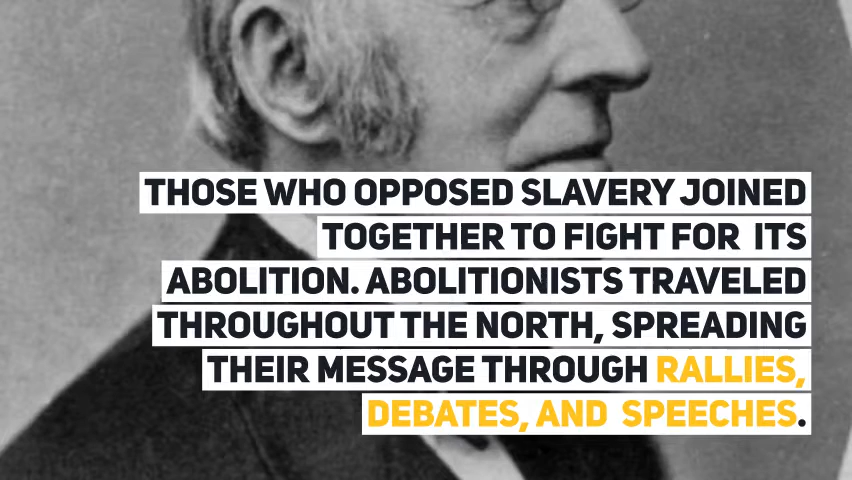 THOSE WHO OPPOSED SLAVERY JOINED
TOGETHER TO FIGHT FOR ITS
ABOLITION. ABOLITIONISTS TRAVELED
THROUGHOUT THE NORTH, SPREADING
THEIR MESSAGE THROUGH RALLIES,
DEBATES, AND SPEECHES.